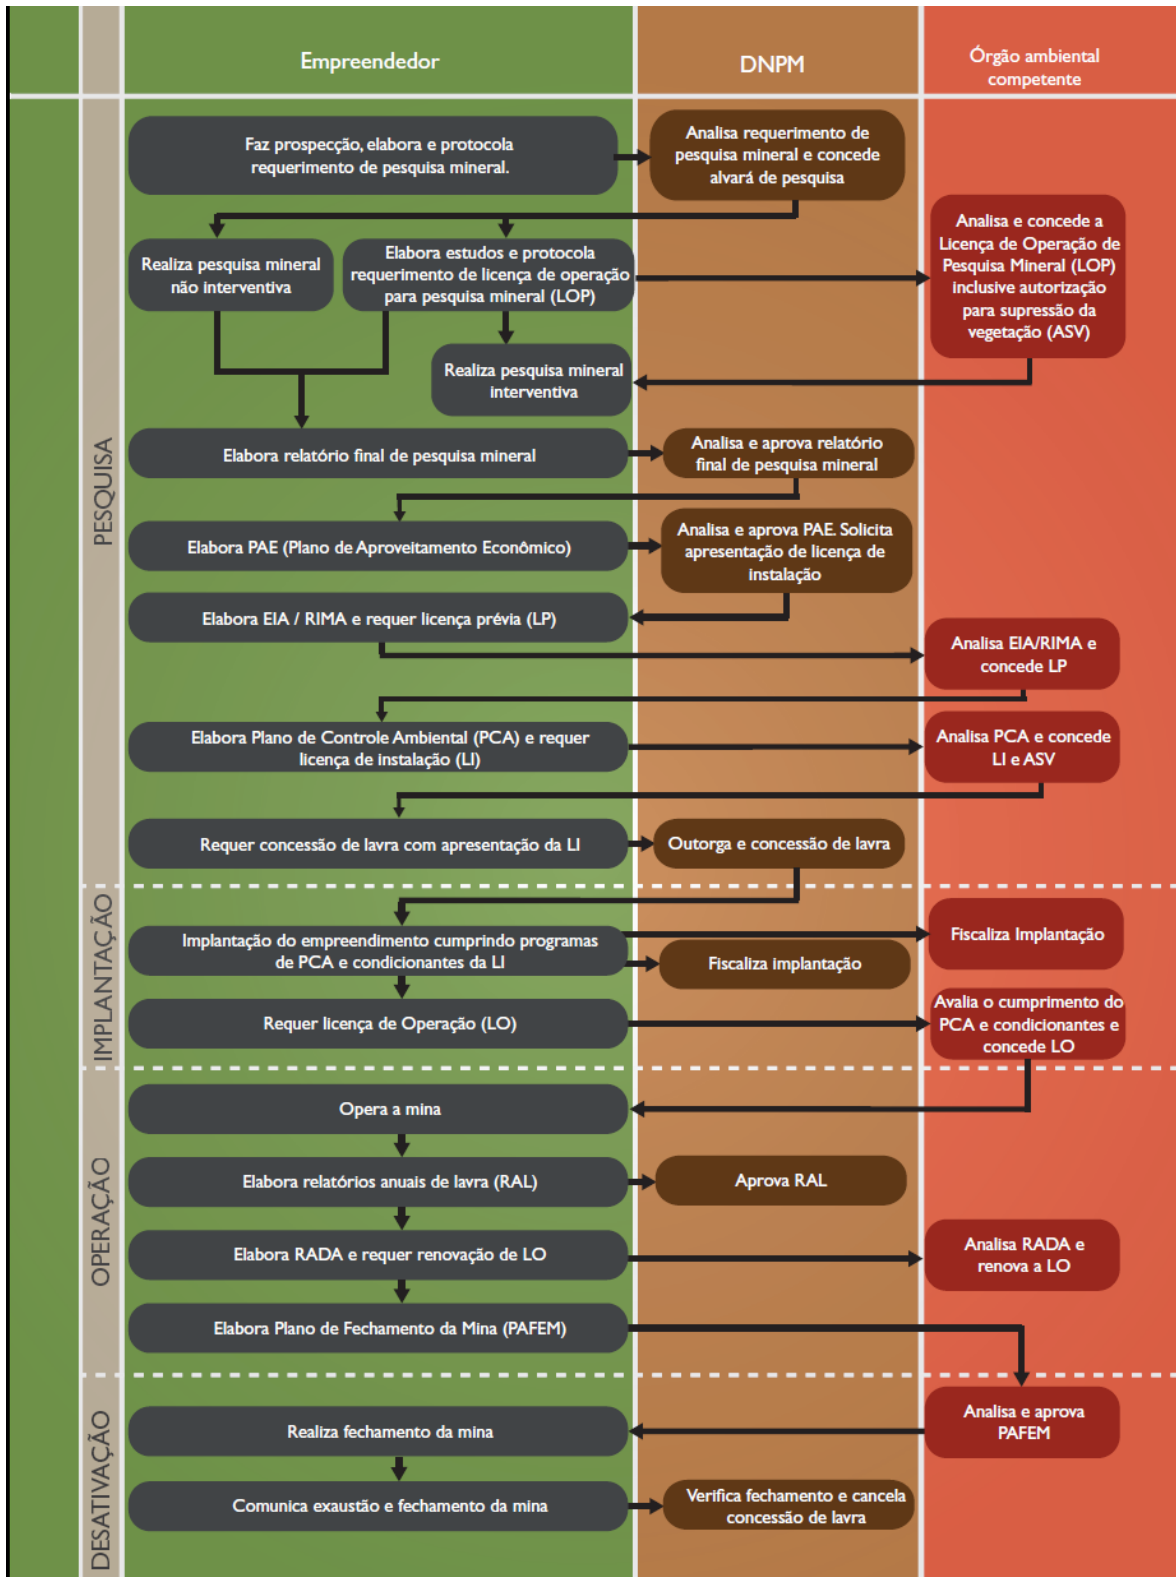 Empreendedor
DNPM
Órgão ambiental
competente
PESQUISA
Faz prospecção, elabora e protocola
requerimento de pesquisa mineral.
Analisa requerimento de
pesquisa mineral e concede
alvará de pesquisa
Realiza pesquisa mineral
não interventiva
Elabora estudos e protocola
requerimento de licença de operação
para pesquisa mineral (LOP)
Analisa e concede a
Licença de Operação de
Pesquisa Mineral (LOP)
inclusive autorização
para supressão da
vegetação (ASV)
Realiza pesquisa mineral
interventiva
Elabora relatório final de pesquisa mineral
Analisa e aprova relatório
final de pesquisa mineral
Elabora PAE (Plano de Aproveitamento Econômico)
Analisa e aprova PAE. Solicita
apresentação de licença de
instalação
Elabora EIA / RIMA e requer licença prévia (LP)
Analisa EIA/RIMA e
concede LP
Elabora Plano de Controle Ambiental (PCA) e requer
licença de instalação (LI)
Analisa PCA e concede
LI e ASV
Requer concessão de lavra com apresentação da LI
Outorga e concessão de lavra
IMPLANTAÇÃO
Implantação do empreendimento cumprindo programas
de PCA e condicionantes da LI
Fiscaliza Implantação
Fiscaliza implantação
Requer licença de Operação (LO)
Avalia o cumprimento do
PCA e condicionantes e
concede LO
OPERAÇÃO
Opera a mina
Elabora relatórios anuais de lavra (RAL)
Aprova RAL
Elabora RADA e requer renovação de LO
Analisa RADA e
renova a LO
Elabora Plano de Fechamento da Mina (PAFEM)
DESATIVAÇÃO
Analisa e aprova
PAFEM
Realiza fechamento da mina
Comunica exaustão e fechamento da mina
Verifica fechamento e cancela
concessão de lavra